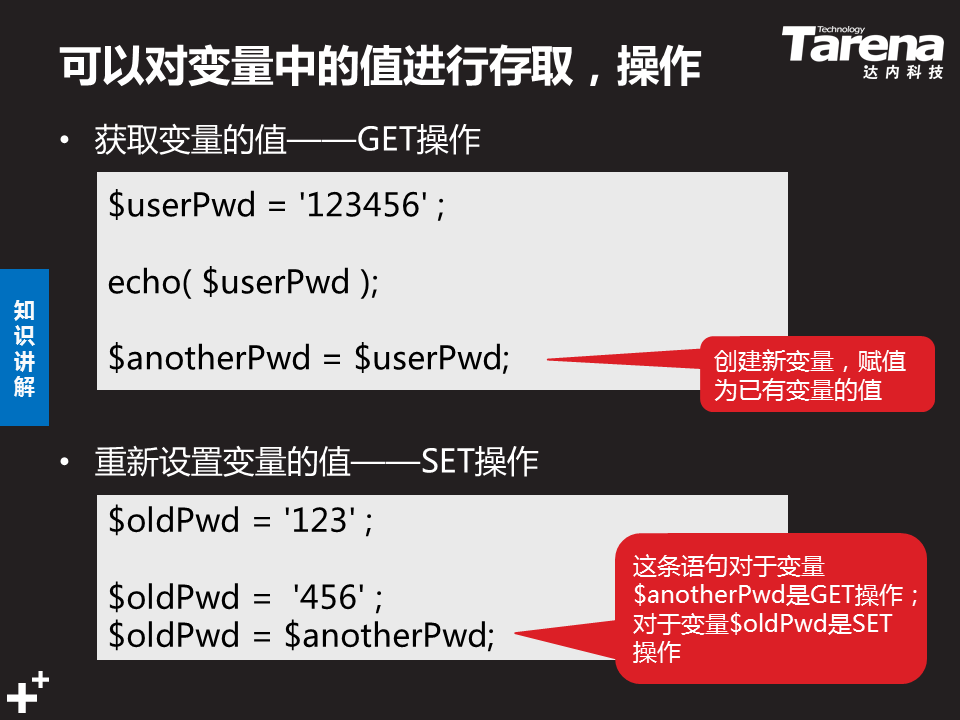 可以对变量中的值进行存取，操作
Technology
Tarena
达内科技
• 获取变量的值——GET操作
$userPwd = '123456' ;
echo( $userPwd );
$anotherPwd = $userPwd;
创建新变量，赋值
为已有变量的值
知识讲解
• 重新设置变量的值——SET操作
$oldPwd = '123' ;
$oldPwd =  '456' ;
$oldPwd = $anotherPwd;
这条语句对于变量
$anotherPwd是GET操作；
对于变量$oldPwd是SET
操作